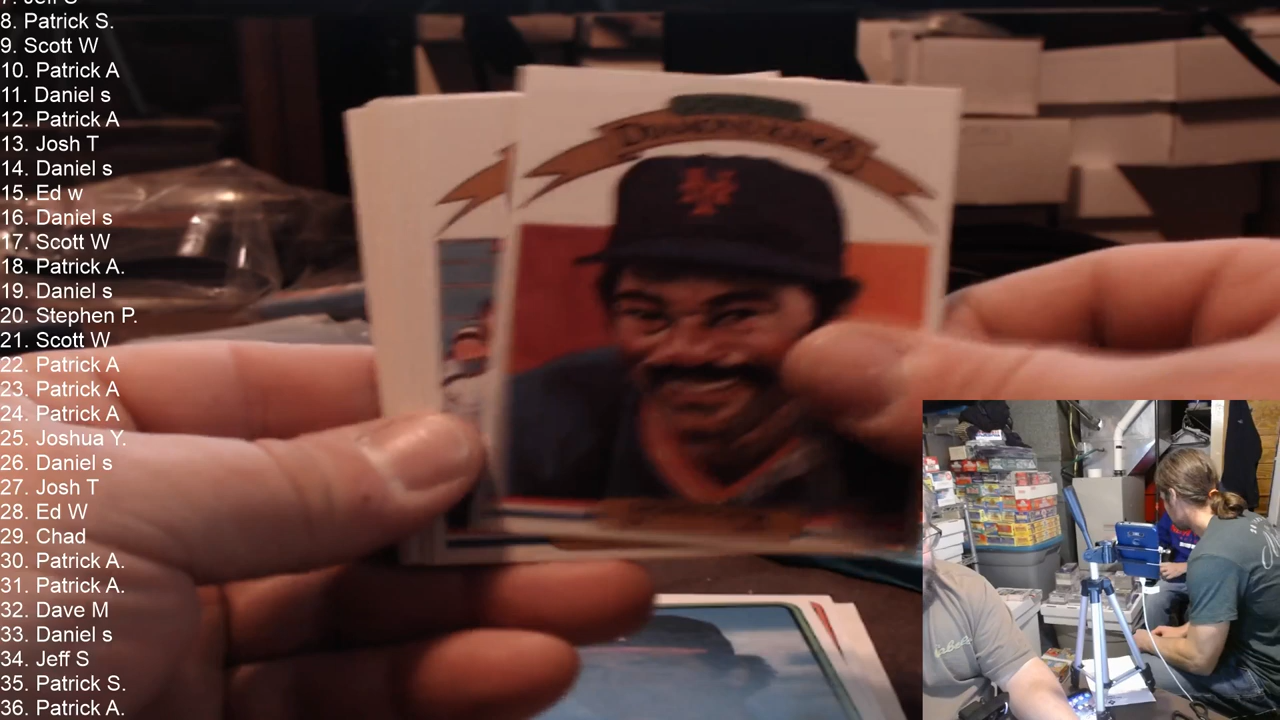 7. Jeff S
8. Patrick S.
9. Scott W
10. Patrick A
11. Daniel s
12. Patrick A
13. Josh T
14. Daniel s
15. Ed w
16. Daniel s
17. Scott W
18. Patrick A.
19. Daniel s
20. Stephen P.
21. Scott W
22. Patrick A
23. Patrick A
24. Patrick A
25. Joshua Y.
26. Daniel s
27. Josh T
28. Ed W
29. Chad
30. Patrick A.
31. Patrick A.
32. Dave M
33. Daniel s
34. Jeff S
35. Patrick S.
36. Patrick A.